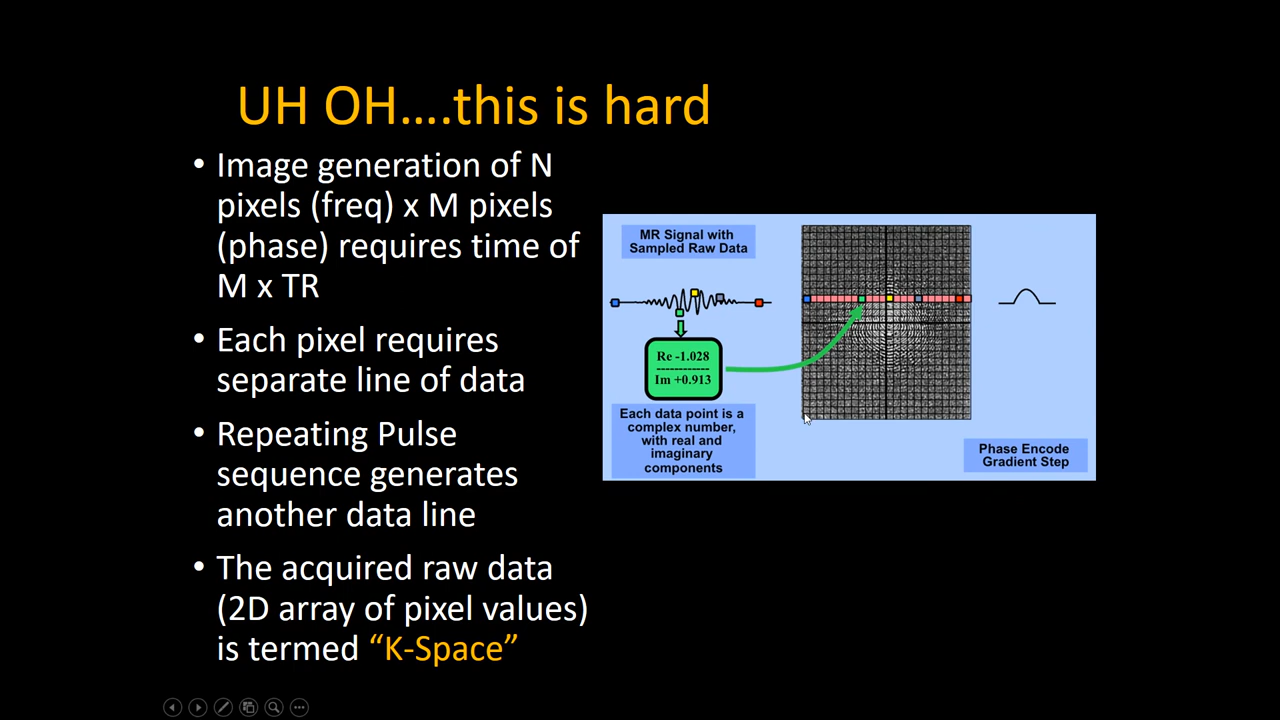 UH OH....this is hard
• Image generation of N
pixels (freq) x M pixels
(phase) requires time of
M x TR
• Each pixel requires
separate line of data
• Repeating Pulse
sequence generates
another data line
• The acquired raw data
(2D array of pixel values)
is termed “K-Space”
MR Signal with
Sampled Raw Data
Re -1.028
------------
Im +0.913
Each data point is a
complex number,
with real and
imaginary
components
Phase Encode
Gradient Step